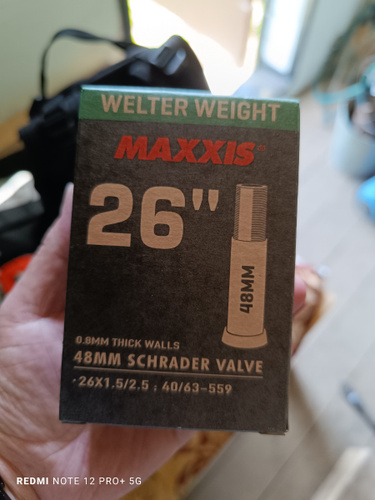 WELTER WEIGHT
MAXXIS
26"
48MM
0.8MM THICK WALLS
48MM SCHRADER VALVE
·26X1.5/2.5 ; 40/63-559
REDMI NOTE 12 PRO+ 5G